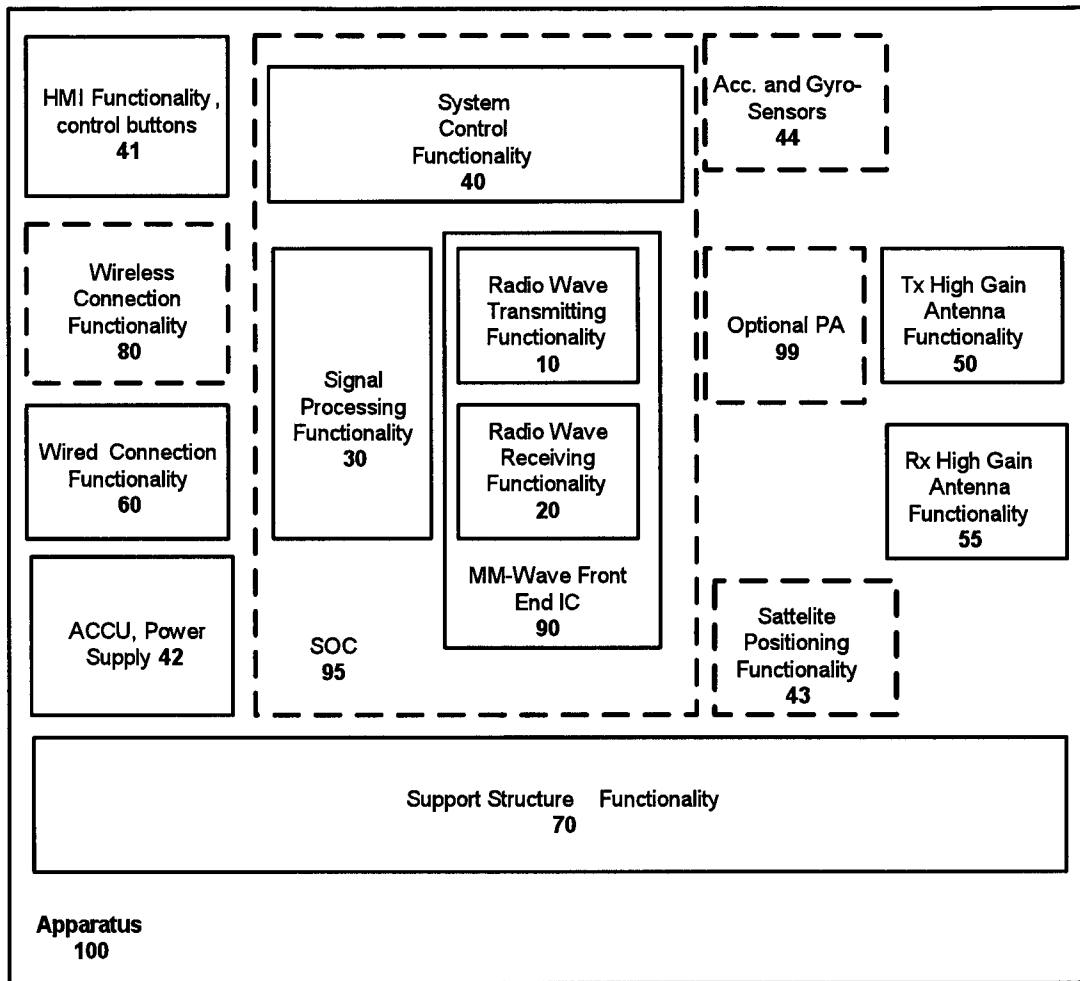 HMI Functionality,
control buttons
41
System
Control
Functionality
40
Acc. and Gyro-
Sensors
44
Wireless
Connection
Functionality
80
Signal
Processing
Functionality
30
Radio Wave
Transmitting
Functionality
10
Optional PA
99
Tx High Gain
Antenna
Functionality
50
Wired Connection
Functionality
60
Radio Wave
Receiving
Functionality
20
Rx High Gain
Antenna
Functionality
55
MM-Wave Front
End IC
90
ACCU, Power
Supply 42
SOC
95
Sattelite
Positioning
Functionality
43
Support Structure Functionality
70
Apparatus
100